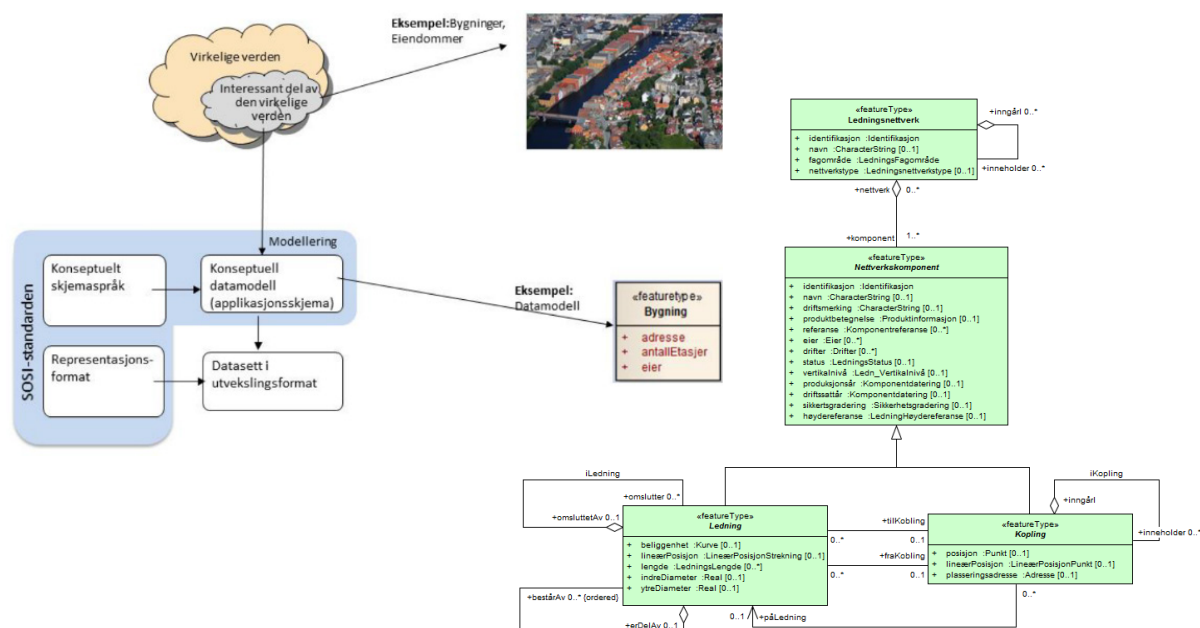 Eksempel:Bygninger,
Eiendommer
Virkelige verden
Interessant del av
den virkelige
verden
Modellering
SOSI-standarden
Konseptuelt
skjemaspråk
Konseptuell
datamodell
(applikasjonsskjema)
Representasjons-
format
Datasett i
utvekslingsformat
Eksempel:
Datamodell
«featuretype»
Bygning
+ adresse
+ antallEtasjer
+ eier
«featureType»
Ledningsnettverk
+ identifikasjon :Identifikasjon
+ navn :CharacterString [0..1]
+ fagområde :LedningsFagområde
+ nettverkstype :Ledningsnettverkstype [0..1]
+inngårI 0..*
+inneholder 0..*
+nettverk 0..*
+komponent 1..*
«featureType»
Nettverkskomponent
+ identifikasjon :Identifikasjon
+ navn :CharacterString [0..1]
+ driftsmerking :CharacterString [0..1]
+ produktbetegnelse :Produktinformasjon [0..1]
+ referanse :Komponentreferanse [0..*]
+ eier :Eier [0..*]
+ drifter :Drifter [0..*]
+ status :LedningsStatus [0..1]
+ vertikalnivå :Ledn_Vertikalnivå [0..1]
+ produksjonsår :Komponentdatering [0..1]
+ driftssattår :Komponentdatering [0..1]
+ sikkertsgradering :Sikkerhetsgradering [0..1]
+ høydereferanse :LedningHøydereferanse [0..1]
iLedning
+omslutter 0..*
+omsluttetAv 0..1
«featureType»
Ledning
+ beliggenhet :Kurve [0..1]
+ lineærPosisjon :LineærPosisjonStrekning [0..1]
+ lengde :LedningsLengde [0..*]
+ indreDiameter :Real [0..1]
+ ytreDiameter :Real [0..1]
+tilKobling
0..* 0..1
+fraKobling
0..* 0..1
iKopling
+inngårI
+inneholder 0..*
«featureType»
Kopling
+ posisjon :Punkt [0..1]
+ lineærPosisjon :LineærPosisjonPunkt [0..1]
+ plasseringsadresse :Adresse [0..1]
+bestårAv 0..* {ordered}
0..1 +påLedning
0..*
+erDelAv 0..1